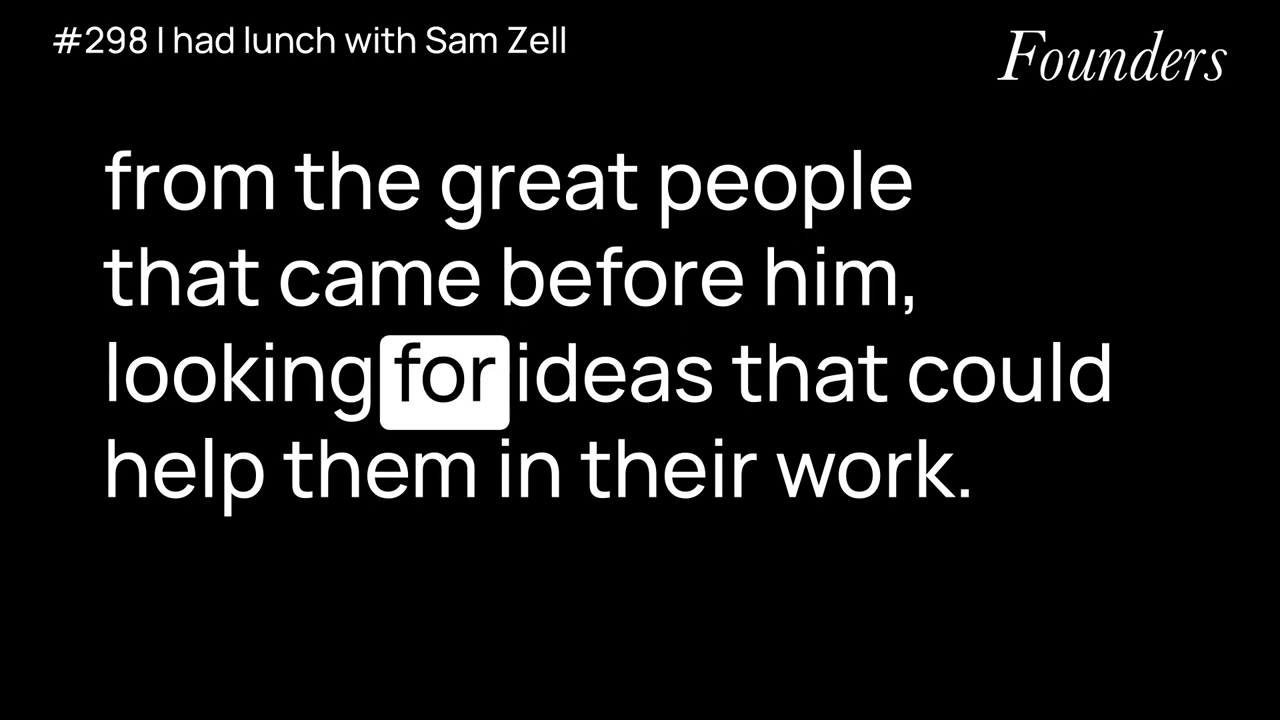 #298 I had lunch with Sam Zell
Founders
from the great people
that came before him,
looking for ideas that could
help them in their work.